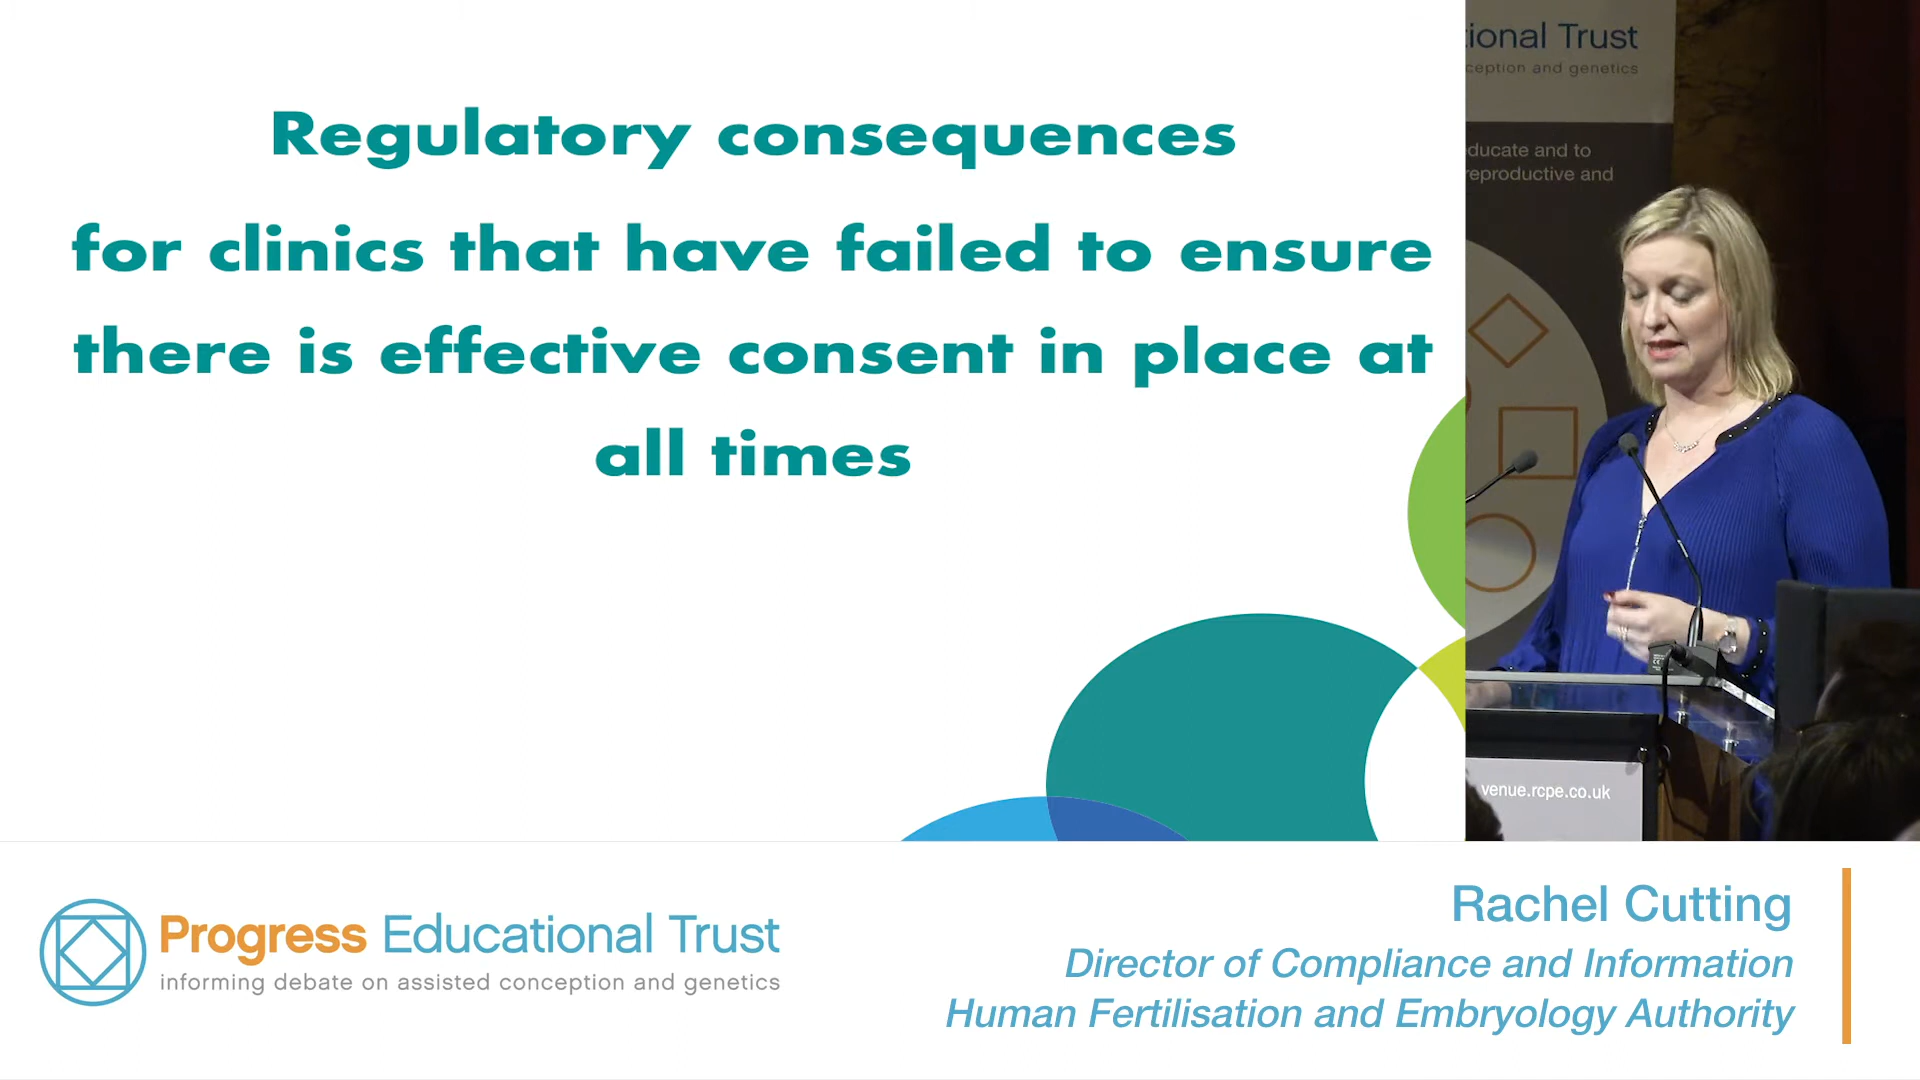 Regulatory consequences
for clinics that have failed to ensure
there is effective consent in place at
all times
ional Trust
ception and genetics
ducate and to
reproductive and
venue.rcpe.co.uk
Progress Educational Trust
informing debate on assisted conception and genetics
Rachel Cutting
Director of Compliance and Information
Human Fertilisation and Embryology Authority